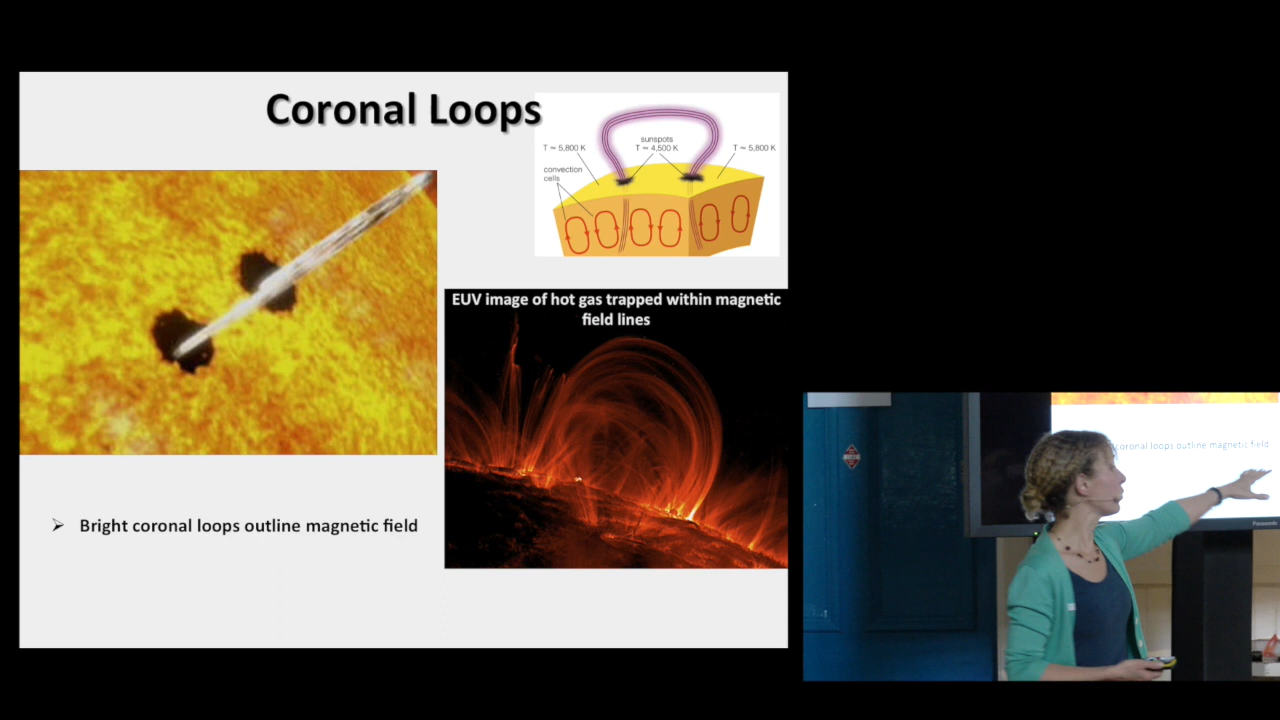 Coronal Loops
sunspots
T ≈ 5,800 K
T ≈ 4,500 K
T ≈ 5,800 K
convection
cells
EUV image of hot gas trapped within magnetic
field lines
➢ Bright coronal loops outline magnetic field
coronal loops outline magnetic field
Panasonic